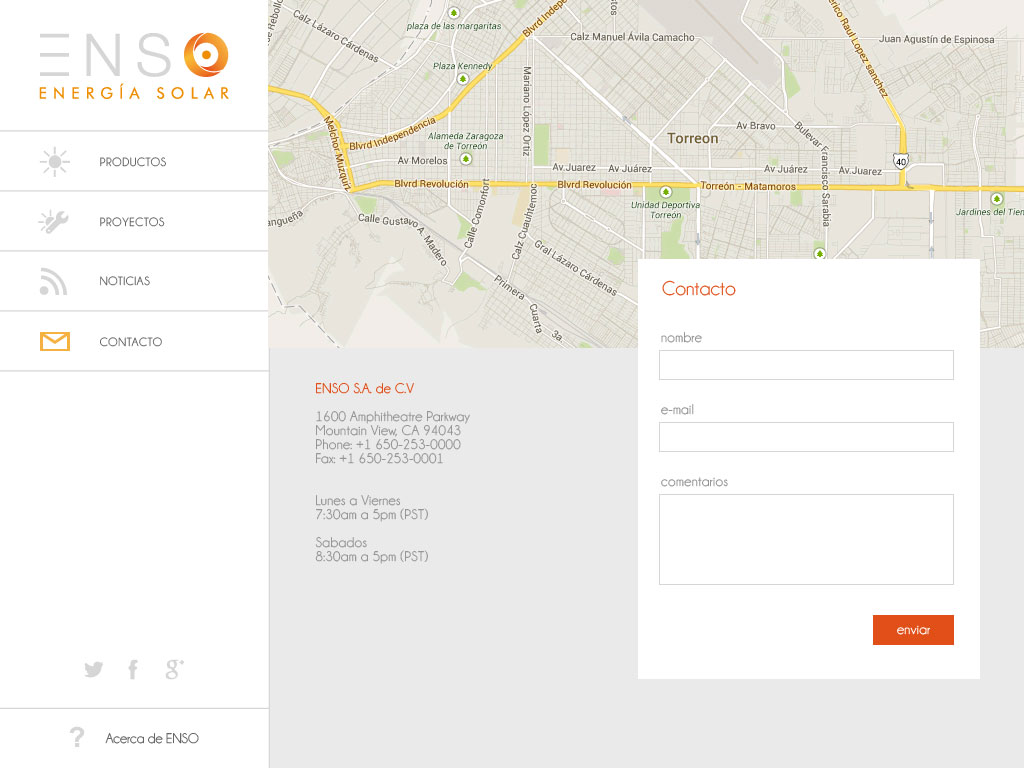 ENSO
ENERGÍA SOLAR
PRODUCTOS
PROYECTOS
NOTICIAS
CONTACTO
g+
? Acerca de ENSO
plaza de las margaritas
Lázaro Cárdenas
Calz Lázaro Cárdenas
Blvrd Independencia
Calz Manuel Ávila Camacho
Raul Lopez sanchez
Juan Agustín de Espinosa
Plaza Kennedy
Mariano López Ortiz
Melchor Muzquiz
Blvrd Independencia
Alameda Zaragoza
de Torreón
Torreon
Av Bravo
Bulevar Francisco Sarabia
40
Av Morelos
Av.Juarez
Av Juárez
Av Juárez
Av.Juarez
Blvrd Revolución
Blvrd Revolución
Torreón - Matamoros
Unidad Deportiva
Torreon
Jardines del Tien
Calle Gustavo A. Madero
Calle Comonfort
Calz Cuauhtemoc
Gral Lázaro Cárdenas
Primera
Cuarta
3a
Contacto
nombre
e-mail
comentarios
enviar
ENSO S.A. de C.V
1600 Amphitheatre Parkway
Mountain View, CA 94043
Phone: +1 650-253-0000
Fax: +1 650-253-0001
Lunes a Viernes
7:30am a 5pm (PST)
Sabados
8:30am a 5pm (PST)